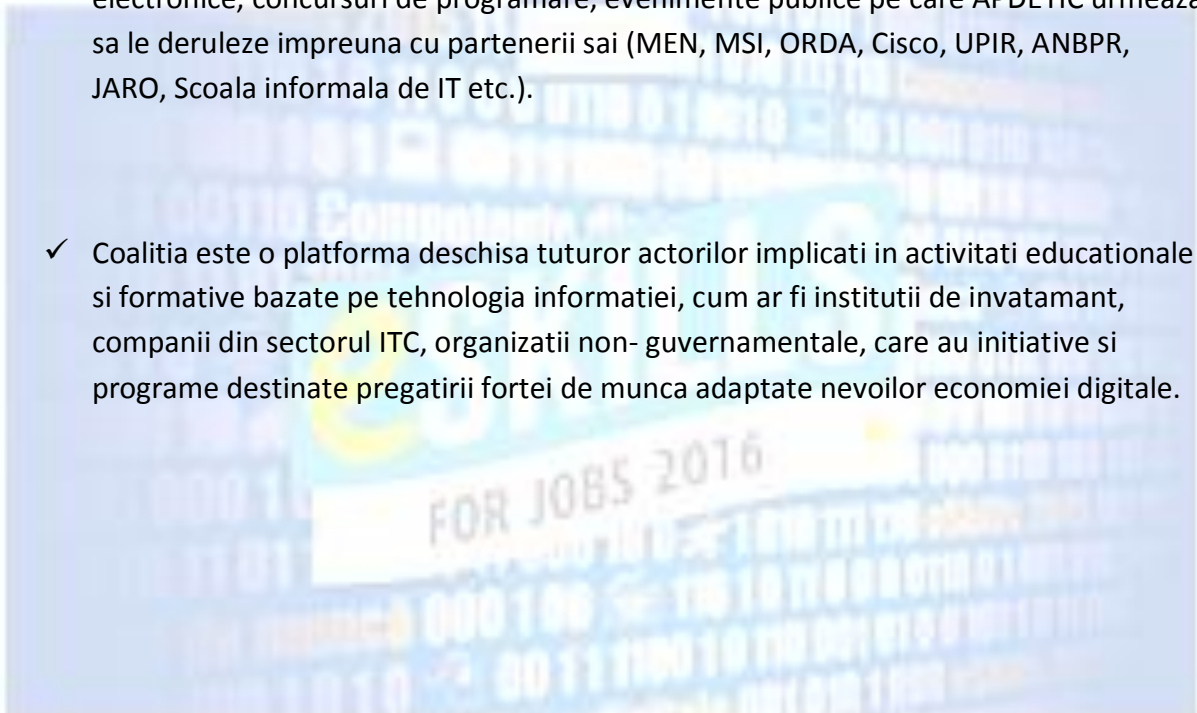 electronice, concursuri de programare, evenimente publice pe care APDETIC urmeaza
sa le deruleze impreuna cu partenerii sai (MEN, MSI, ORDA, Cisco, UPIR, ANBPR,
JARO, Scoala informala de IT etc.).
✓ Coalitia este o platforma deschisa tuturor actorilor implicati in activitati educationale
si formative bazate pe tehnologia informatiei, cum ar fi institutii de invatamant,
companii din sectorul ITC, organizatii non- guvernamentale, care au initiative si
programe destinate pregatirii fortei de munca adaptate nevoilor economiei digitale.
eSKILLS
FOR JOBS 2016